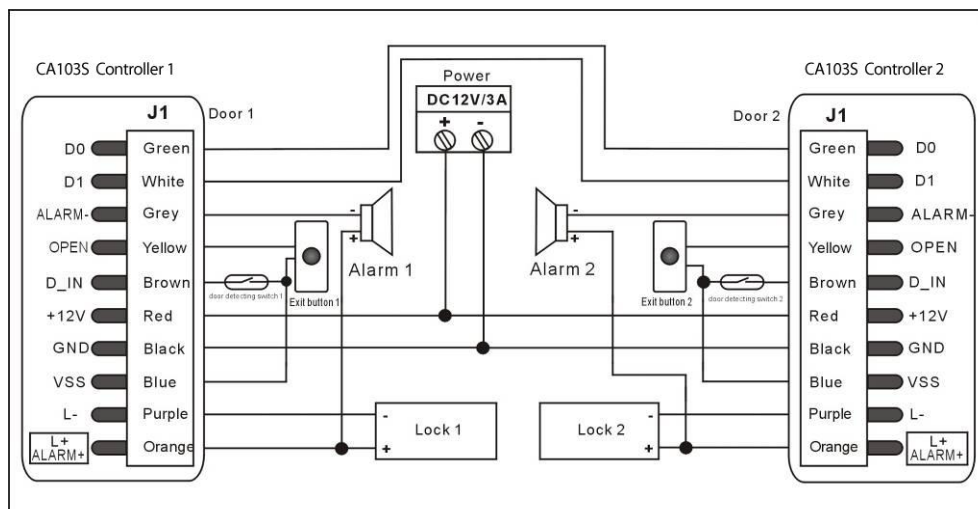 CA103S Controller 1
CA103S Controller 2
Power
DC12V/3A
+ -
J1
Door 1
Door 2
J1
D0
Green
Green
D0
D1
White
White
D1
ALARM-
Grey
-
+
Alarm 1
-
+
Alarm 2
Grey
ALARM-
OPEN
Yellow
Yellow
OPEN
D_IN
Brown
door detecting switch 1
Exit button 1
Exit button 2
door detecting switch 2
Brown
D_IN
+12V
Red
Red
+12V
GND
Black
Black
GND
VSS
Blue
Blue
VSS
L-
Purple
-
+
Lock 1
Lock 2
-
+
Purple
L-
L+
ALARM+
Orange
Orange
L+
ALARM+